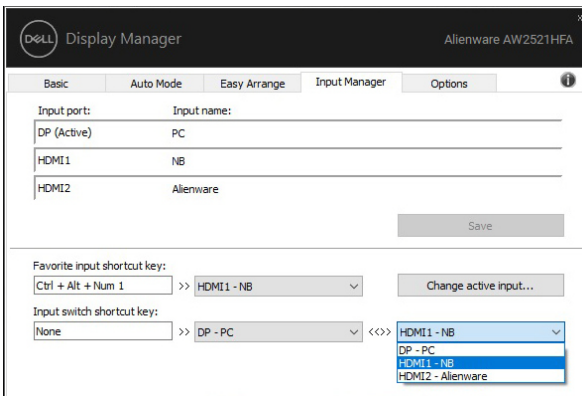 DELL Display Manager Alienware AW2521HFA
x
Basic Auto Mode Easy Arrange Input Manager Options i
Input port: Input name:
DP (Active) PC
HDMI1 NB
HDMI2 Alienware
Save
Favorite input shortcut key:
Ctrl + Alt + Num 1 >> HDMI1 - NB Change active input...
Input switch shortcut key:
None >> DP - PC <<>> HDMI1 - NB
DP - PC
HDMI1 - NB
HDMI2 - Alienware